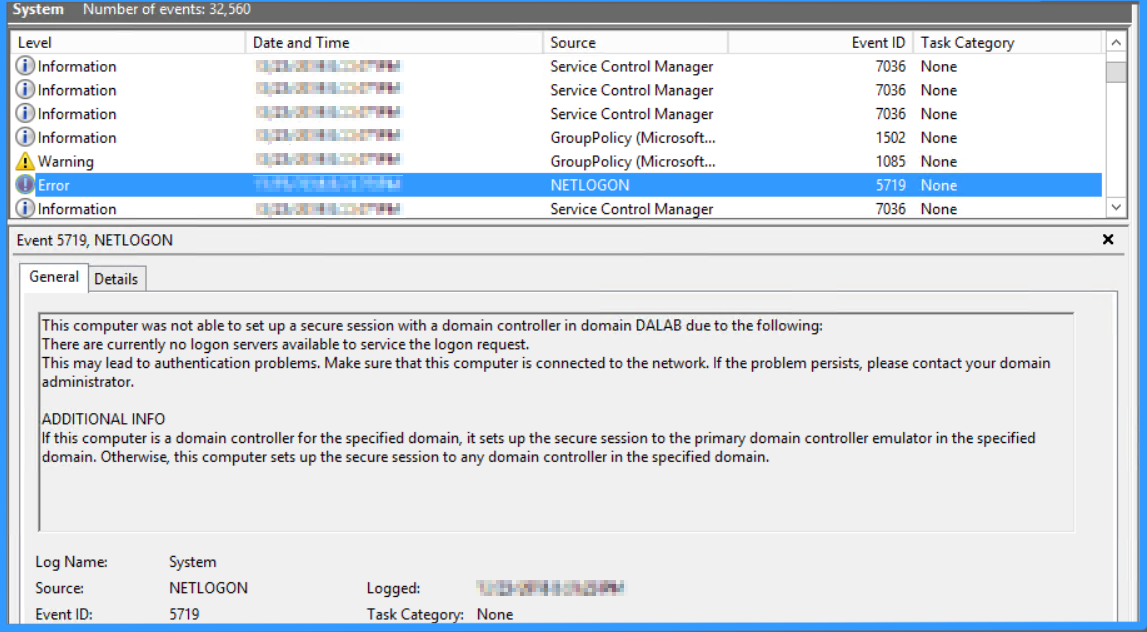 System Number of events: 32,560
Level Date and Time Source Event ID Task Category
Information Service Control Manager 7036 None
Information Service Control Manager 7036 None
Information Service Control Manager 7036 None
Information GroupPolicy (Microsoft... 1502 None
Warning GroupPolicy (Microsoft... 1085 None
Error NETLOGON 5719 None
Information Service Control Manager 7036 None
Event 5719, NETLOGON
General Details
This computer was not able to set up a secure session with a domain controller in domain DALAB due to the following:
There are currently no logon servers available to service the logon request.
This may lead to authentication problems. Make sure that this computer is connected to the network. If the problem persists, please contact your domain
administrator.
ADDITIONAL INFO
If this computer is a domain controller for the specified domain, it sets up the secure session to the primary domain controller emulator in the specified
domain. Otherwise, this computer sets up the secure session to any domain controller in the specified domain.
Log Name: System
Source: NETLOGON Logged:
Event ID: 5719 Task Category: None